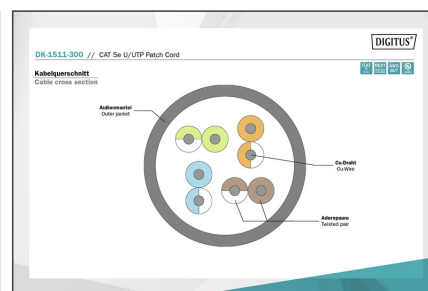 DIGITUS®
DK-1511-300 // CAT 5e U/UTP Patch Cord
Kabelquerschnitt
Cable cross section
Außenmantel
Outer jacket
Cu-Draht
Cu-Wire
Adernpaare
Twisted pair